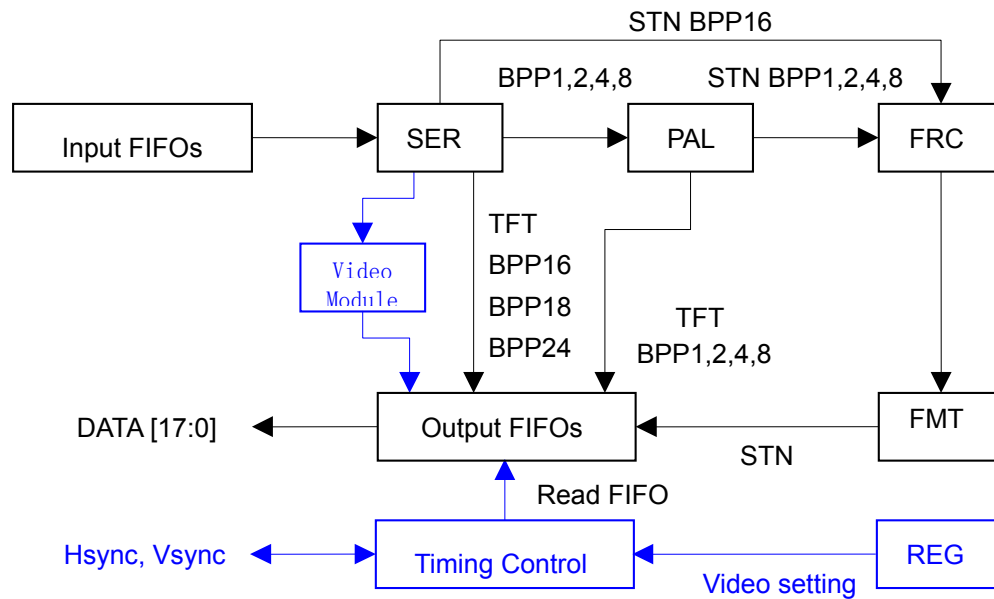 STN BPP16
BPP1,2,4,8
STN BPP1,2,4,8
Input FIFOs
SER
PAL
FRC
Video
Module
TFT
BPP16
BPP18
BPP24
TFT
BPP1,2,4,8
DATA [17:0]
Output FIFOs
FMT
STN
Read FIFO
Hsync, Vsync
Timing Control
REG
Video setting